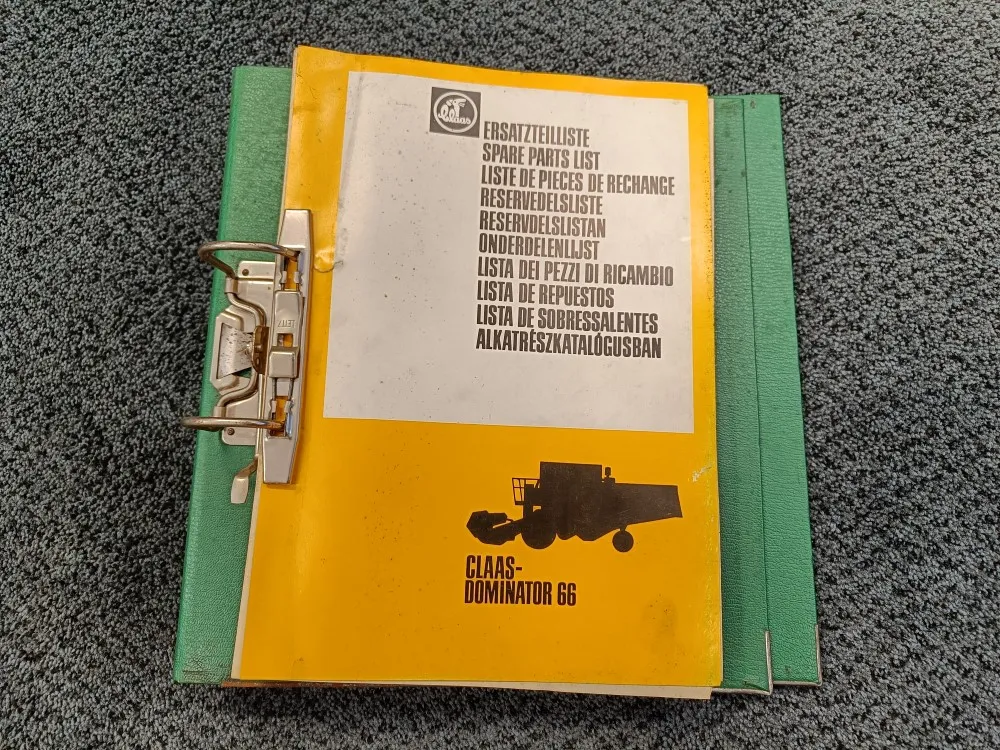 Claas
ERSATZTEILLISTE
SPARE PARTS LIST
LISTE DE PIECES DE RECHANGE
RESERVEDELSLISTE
RESERVDELSLISTAN
ONDERDELENLIJST
LISTA DEI PEZZI DI RICAMBIO
LISTA DE REPUESTOS
LISTA DE SOBRESSALENTES
ALKATRÉSZKATALÓGUSBAN
CLAAS-
DOMINATOR 66